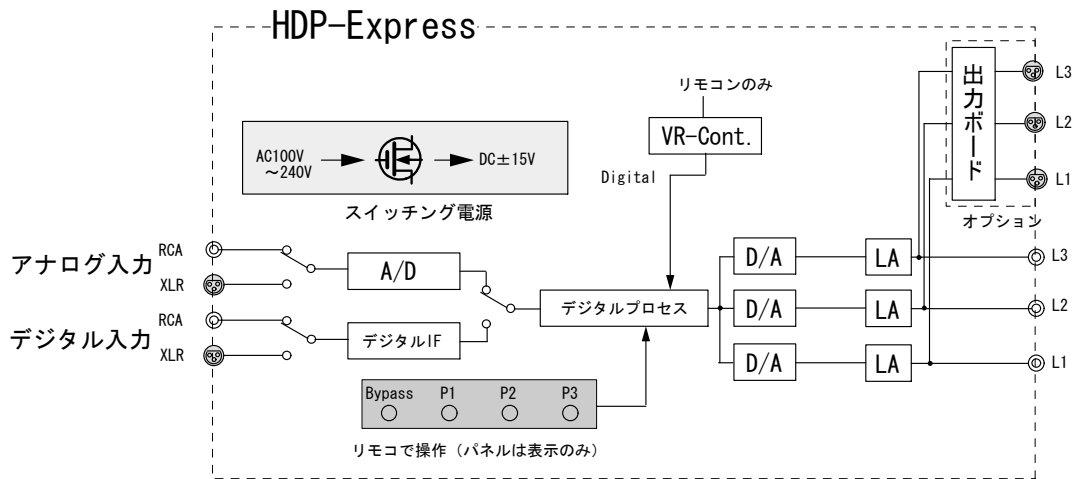 HDP-Express
リモコンのみ
VR-Cont.
Digital
AC100V
～240V
DC±15V
スイッチング電源
出力ボード
L3
L2
L1
オプション
アナログ入力
RCA
XLR
A/D
デジタル入力
RCA
XLR
デジタルIF
デジタルプロセス
D/A
LA
L3
D/A
LA
L2
D/A
LA
L1
Bypass
P1
P2
P3
リモコで操作（パネルは表示のみ）